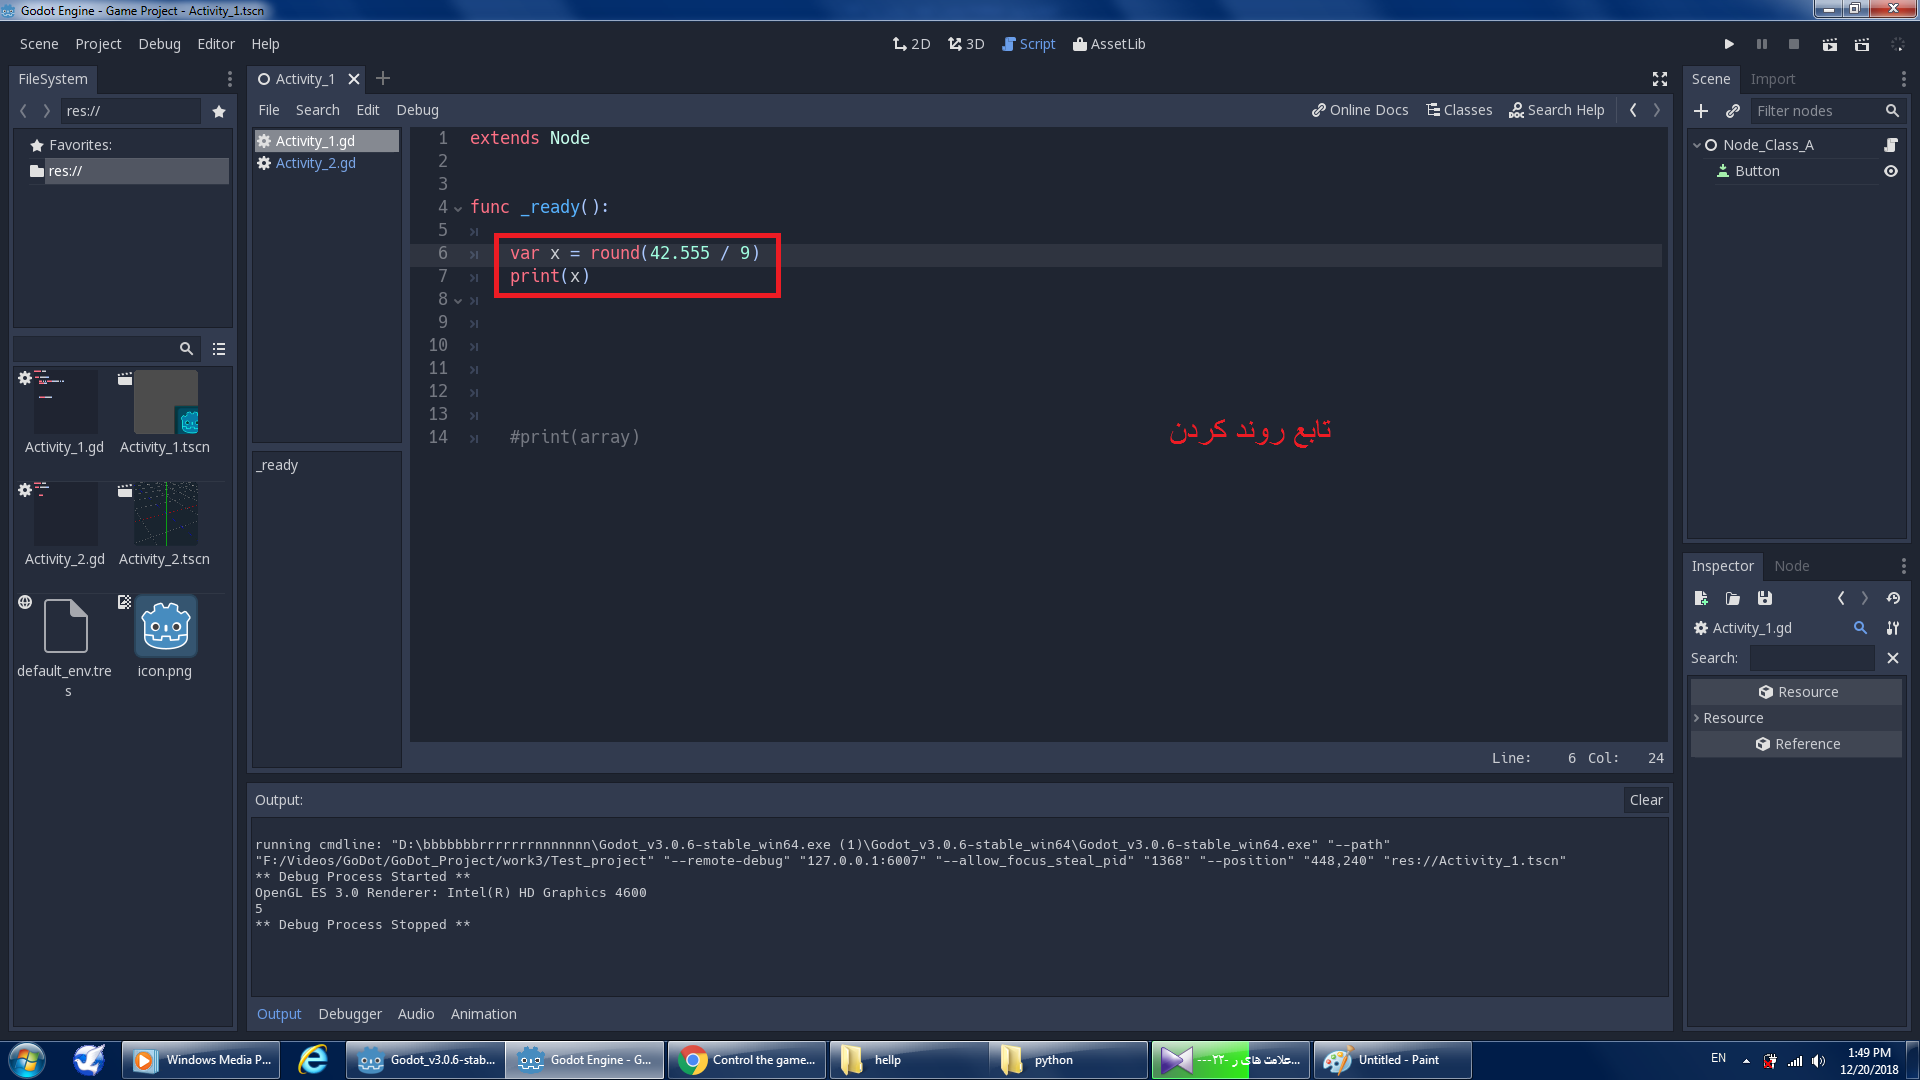 Godot Engine - Game Project - Activity_1.tscn
Scene Project Debug Editor Help
2D 3D Script AssetLib
FileSystem
res://
Favorites:
res://
Activity_1.gd
Activity_1.tscn
Activity_2.gd
Activity_2.tscn
default_env.tres
icon.png
Activity_1
File Search Edit Debug
Online Docs Classes Search Help
Activity_1.gd
Activity_2.gd
_ready
1 extends Node
2
3
4 func _ready():
5
6 var x = round(42.555 / 9)
7 print(x)
8
9
10
11
12
13
14 #print(array)
تابع روند کردن
Line: 6 Col: 24
Output:
Clear
running cmdline: "D:\bbbbbbbrrrrrrrnnnnnnn\Godot_v3.0.6-stable_win64.exe (1)\Godot_v3.0.6-stable_win64\Godot_v3.0.6-stable_win64.exe" "--path"
"F:/Videos/GoDot/GoDot_Project/work3/Test_project" "--remote-debug" "127.0.0.1:6007" "--allow_focus_steal_pid" "1368" "--position" "448,240" "res://Activity_1.tscn"
** Debug Process Started **
OpenGL ES 3.0 Renderer: Intel(R) HD Graphics 4600
5
** Debug Process Stopped **
Output Debugger Audio Animation
Scene Import
Filter nodes
Node_Class_A
Button
Inspector Node
Activity_1.gd
Search:
Resource
Resource
Reference
Windows Media P...
Godot_v3.0.6-stab...
Godot Engine - G...
Control the game...
hellp
python
علامت های ر -۲۲---...
Untitled - Paint
EN
1:49 PM
12/20/2018